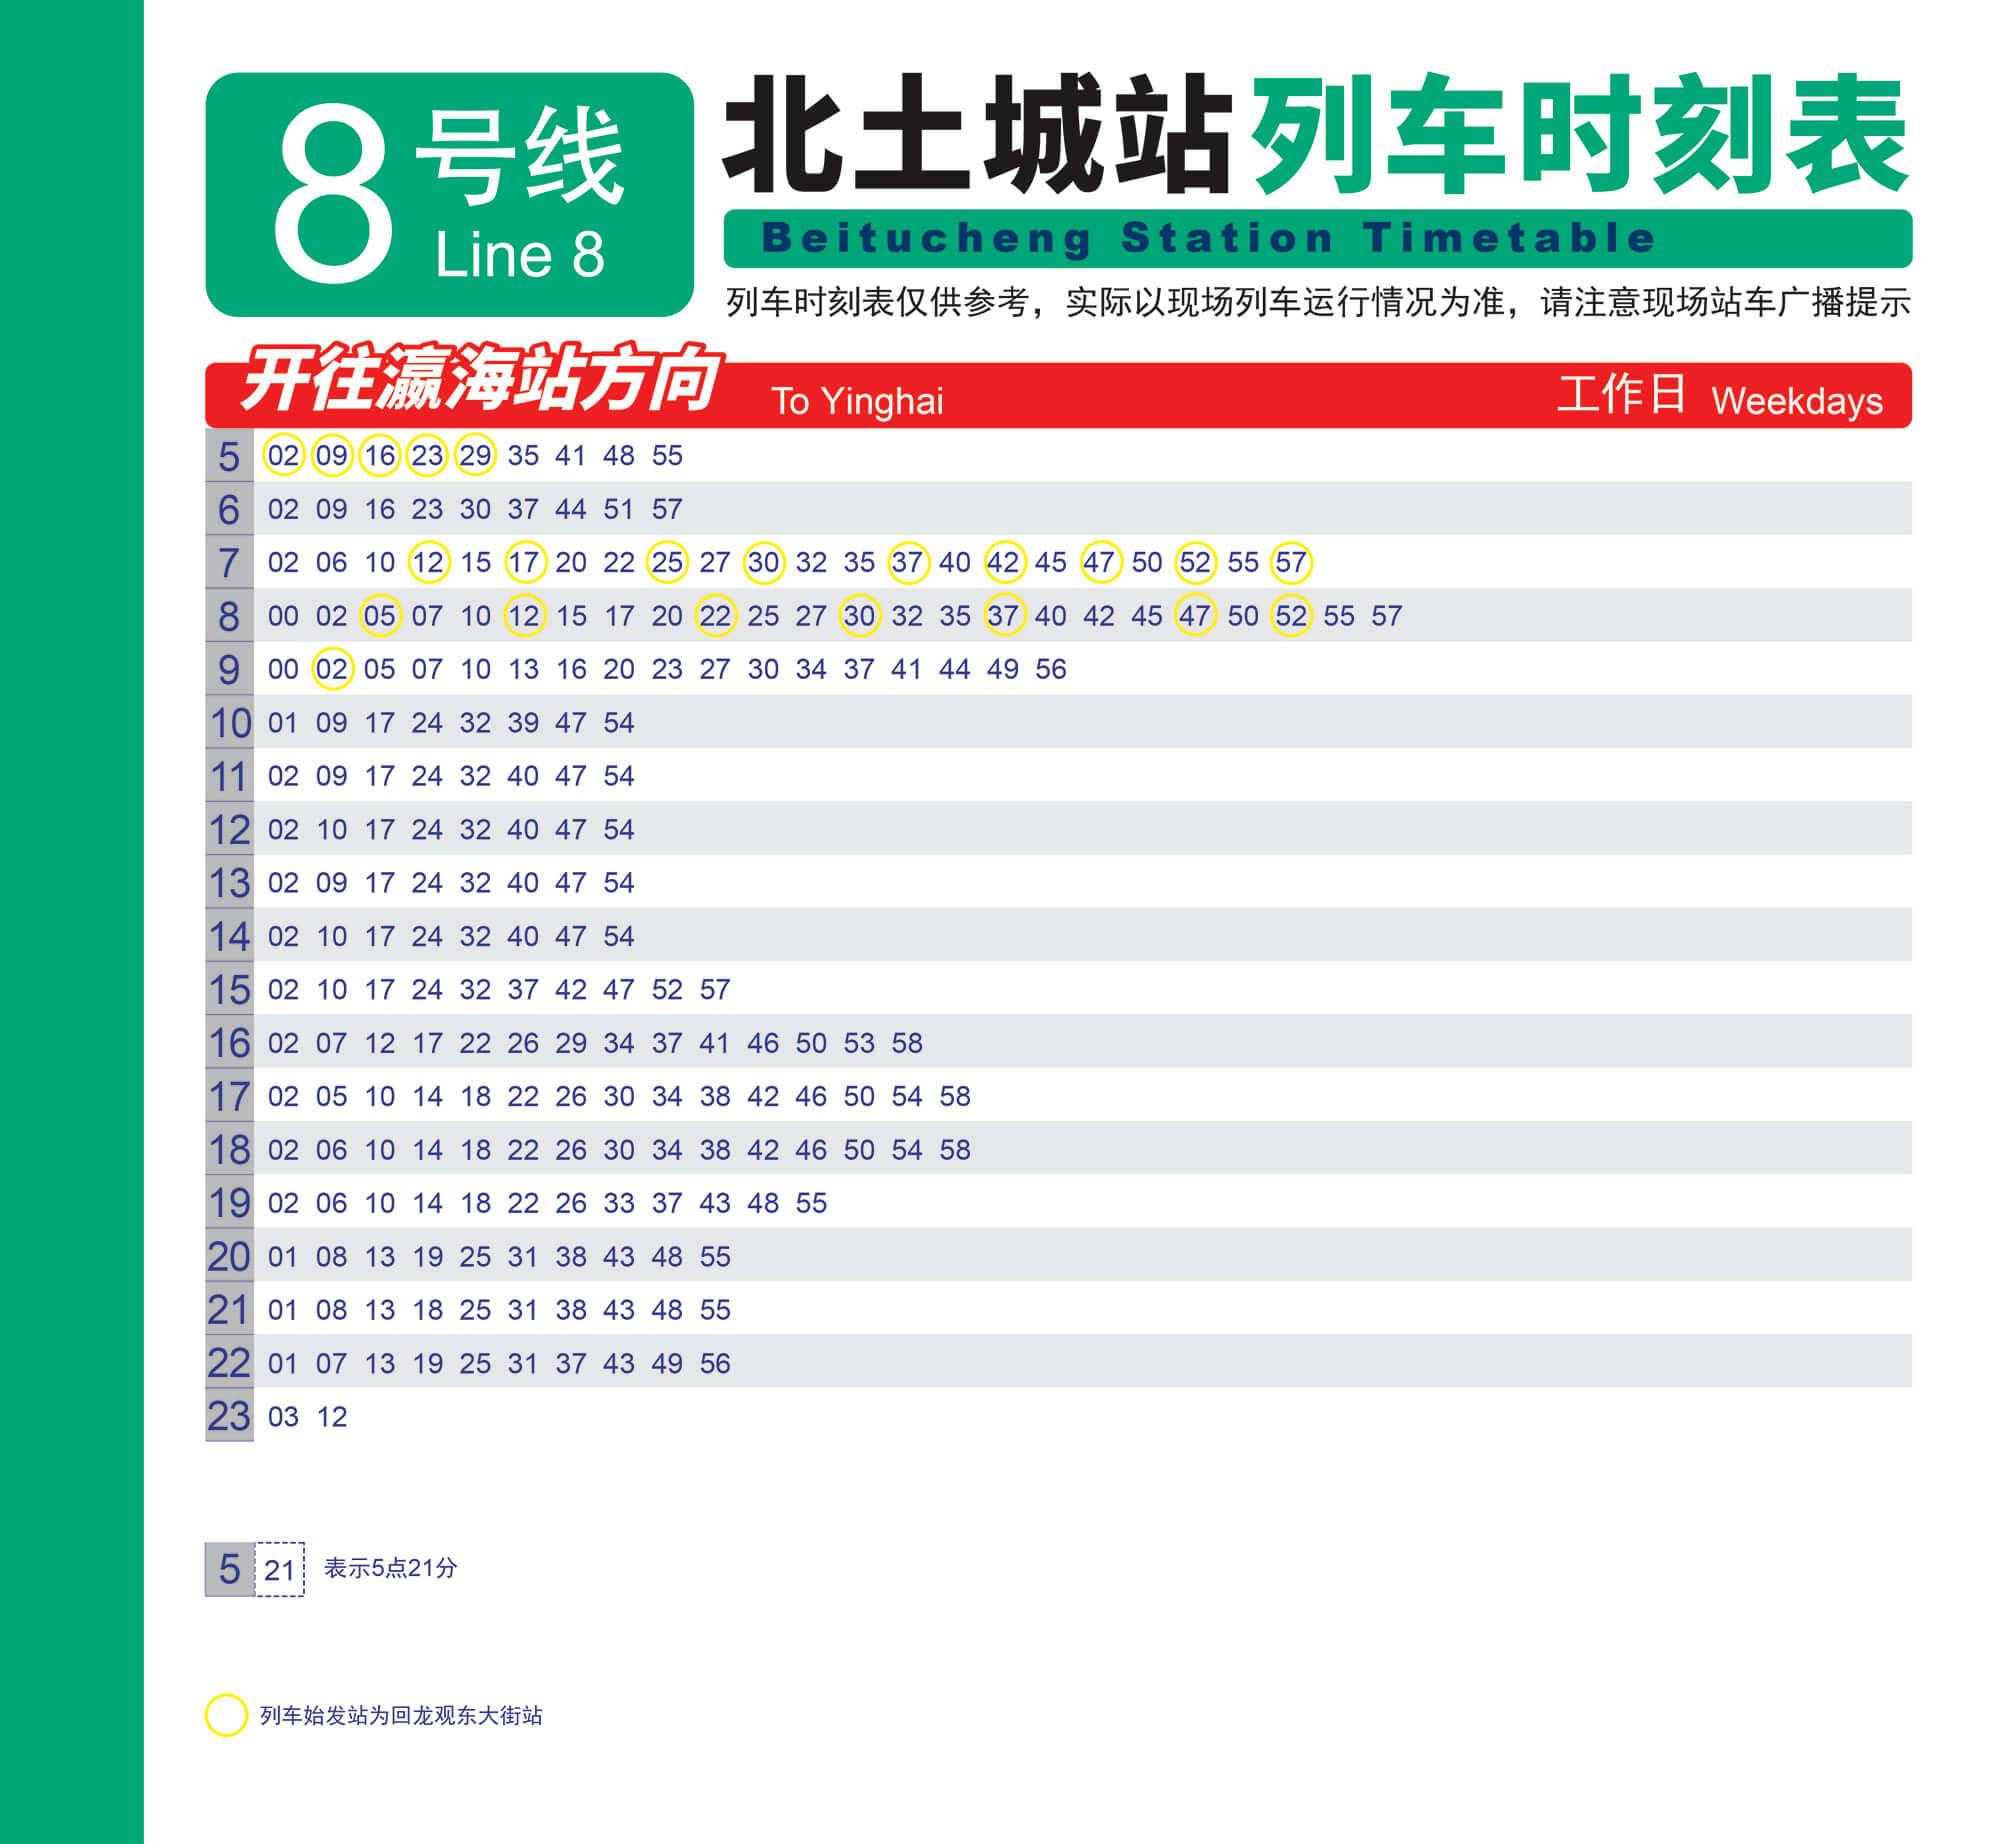 8号线
Line 8
北土城站列车时刻表
Beitucheng Station Timetable
列车时刻表仅供参考，实际以现场列车运行情况为准，请注意现场站车广播提示
开往瀛海站方向 To Yinghai 工作日 Weekdays
5 02 09 16 23 29 35 41 48 55
6 02 09 16 23 30 37 44 51 57
7 02 06 10 12 15 17 20 22 25 27 30 32 35 37 40 42 45 47 50 52 55 57
8 00 02 05 07 10 12 15 17 20 22 25 27 30 32 35 37 40 42 45 47 50 52 55 57
9 00 02 05 07 10 13 16 20 23 27 30 34 37 41 44 49 56
10 01 09 17 24 32 39 47 54
11 02 09 17 24 32 40 47 54
12 02 10 17 24 32 40 47 54
13 02 09 17 24 32 40 47 54
14 02 10 17 24 32 40 47 54
15 02 10 17 24 32 37 42 47 52 57
16 02 07 12 17 22 26 29 34 37 41 46 50 53 58
17 02 05 10 14 18 22 26 30 34 38 42 46 50 54 58
18 02 06 10 14 18 22 26 30 34 38 42 46 50 54 58
19 02 06 10 14 18 22 26 33 37 43 48 55
20 01 08 13 19 25 31 38 43 48 55
21 01 08 13 18 25 31 38 43 48 55
22 01 07 13 19 25 31 37 43 49 56
23 03 12
5 21 表示5点21分
列车始发站为回龙观东大街站